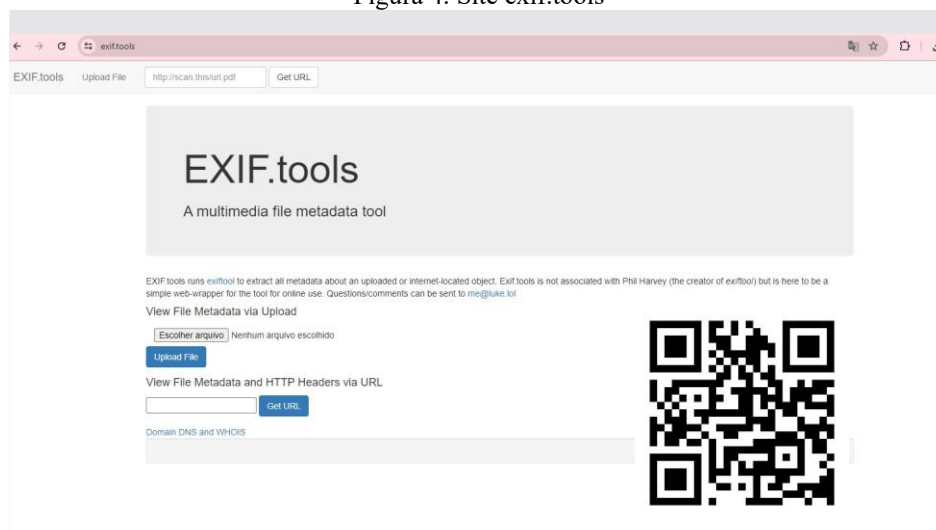 Figura 4. Site exif.tools
exif.tools
EXIF.tools Upload File http://scan.this/url.pdf Get URL
EXIF.tools
A multimedia file metadata tool
EXIF.tools runs exiftool to extract all metadata about an uploaded or internet-located object. Exif.tools is not associated with Phil Harvey (the creator of exiftool) but is here to be a
simple web-wrapper for the tool for online use. Questions/comments can be sent to me@luke.lol
View File Metadata via Upload
Escolher arquivo Nenhum arquivo escolhido
Upload File
View File Metadata and HTTP Headers via URL
Get URL
Domain DNS and WHOIS